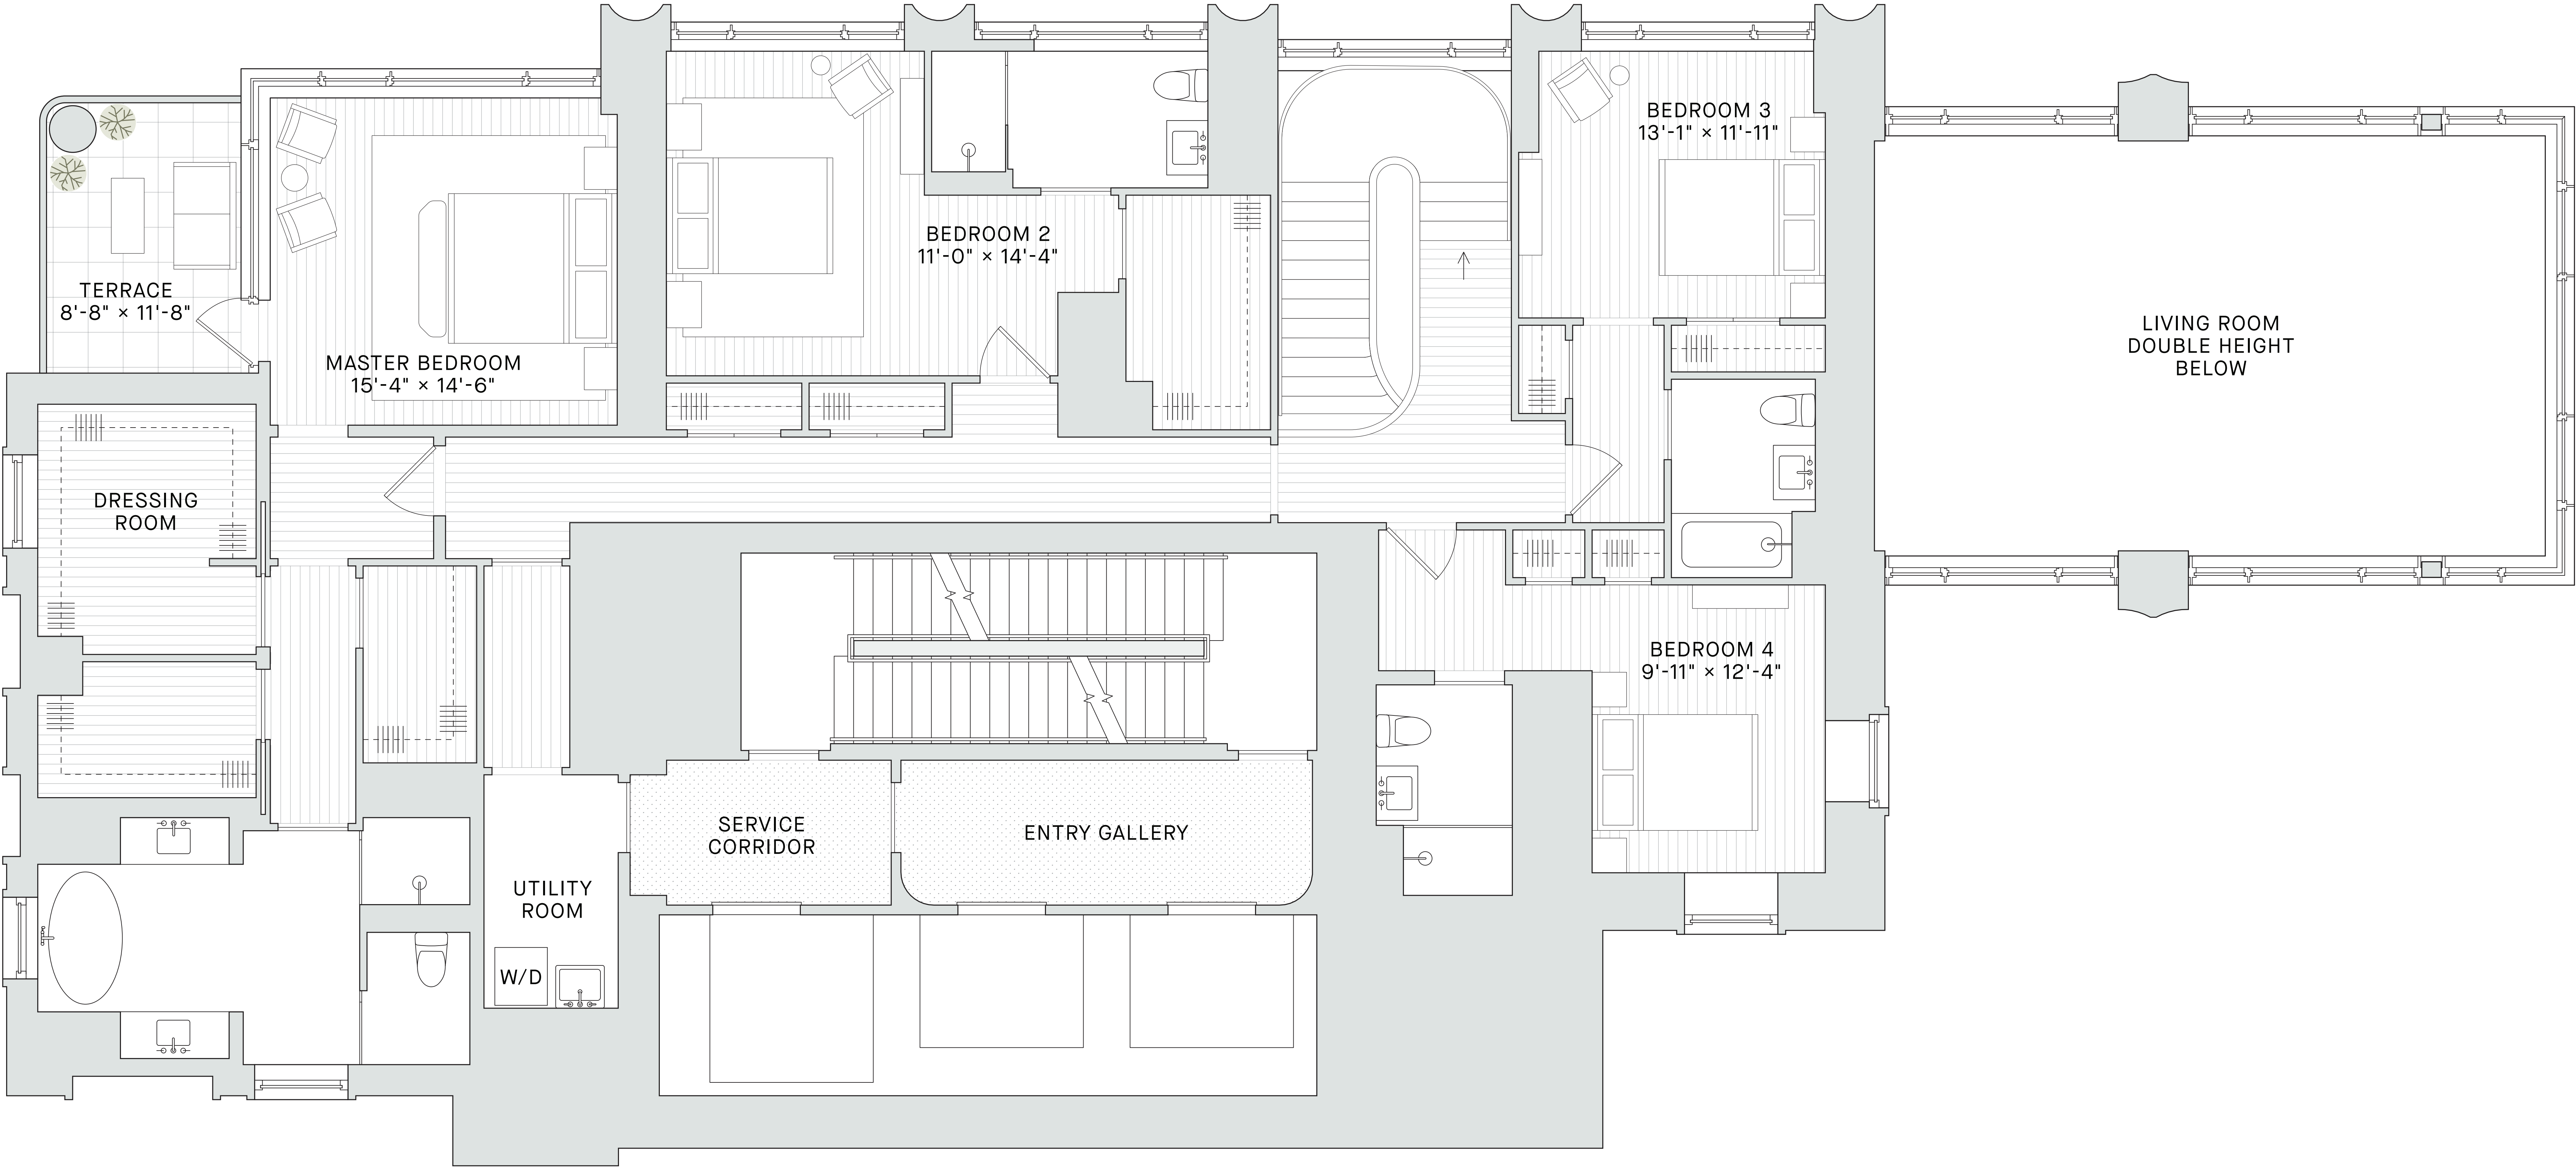 BEDROOM 3
13'-1" × 11'-11"
BEDROOM 2
11'-0" × 14'-4"
TERRACE
8'-8" × 11'-8"
LIVING ROOM
DOUBLE HEIGHT
BELOW
MASTER BEDROOM
15'-4" × 14'-6"
DRESSING
ROOM
BEDROOM 4
9'-11" × 12'-4"
SERVICE
CORRIDOR
ENTRY GALLERY
UTILITY
ROOM
W/D